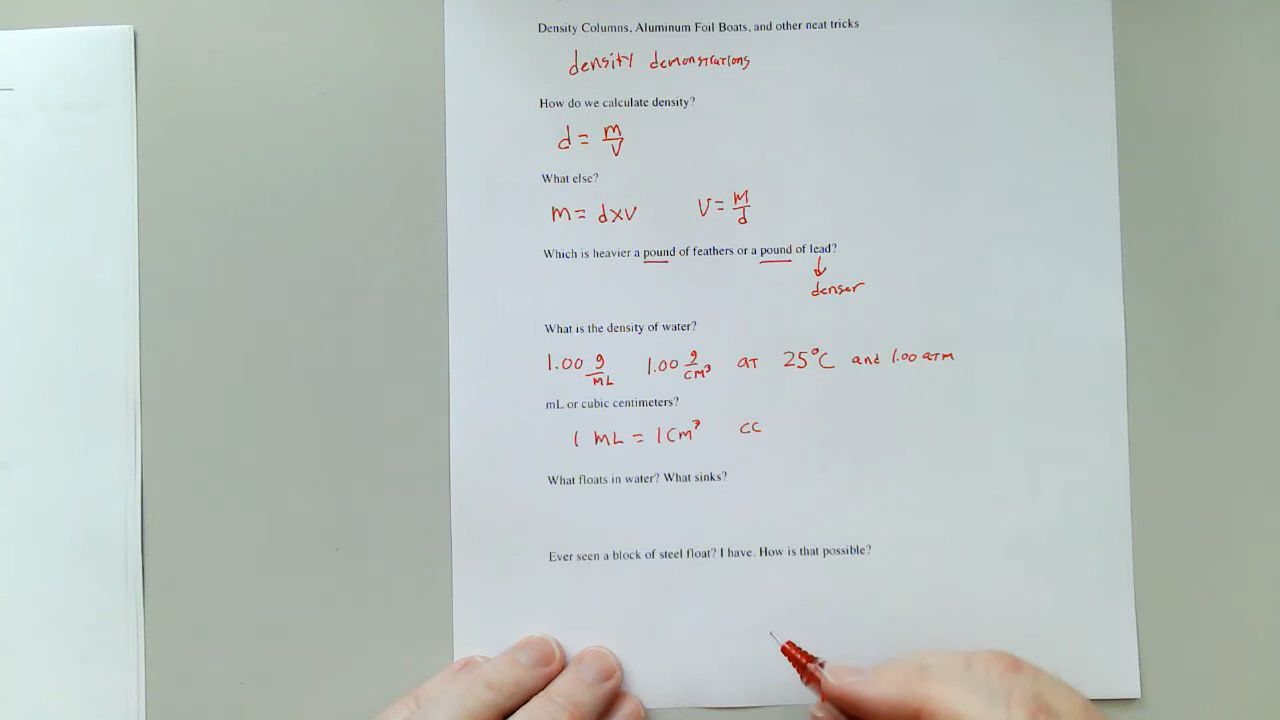 Density Columns, Aluminum Foil Boats, and other neat tricks
density demonstrations
How do we calculate density?
d = m/V
What else?
m = d x v   V = m/d
Which is heavier a pound of feathers or a pound of lead?
↓
denser
What is the density of water?
1.00 g/mL   1.00 g/cm³   at   25°C   and 1.00 atm
mL or cubic centimeters?
1 mL = 1 cm³   cc
What floats in water? What sinks?
Ever seen a block of steel float? I have. How is that possible?